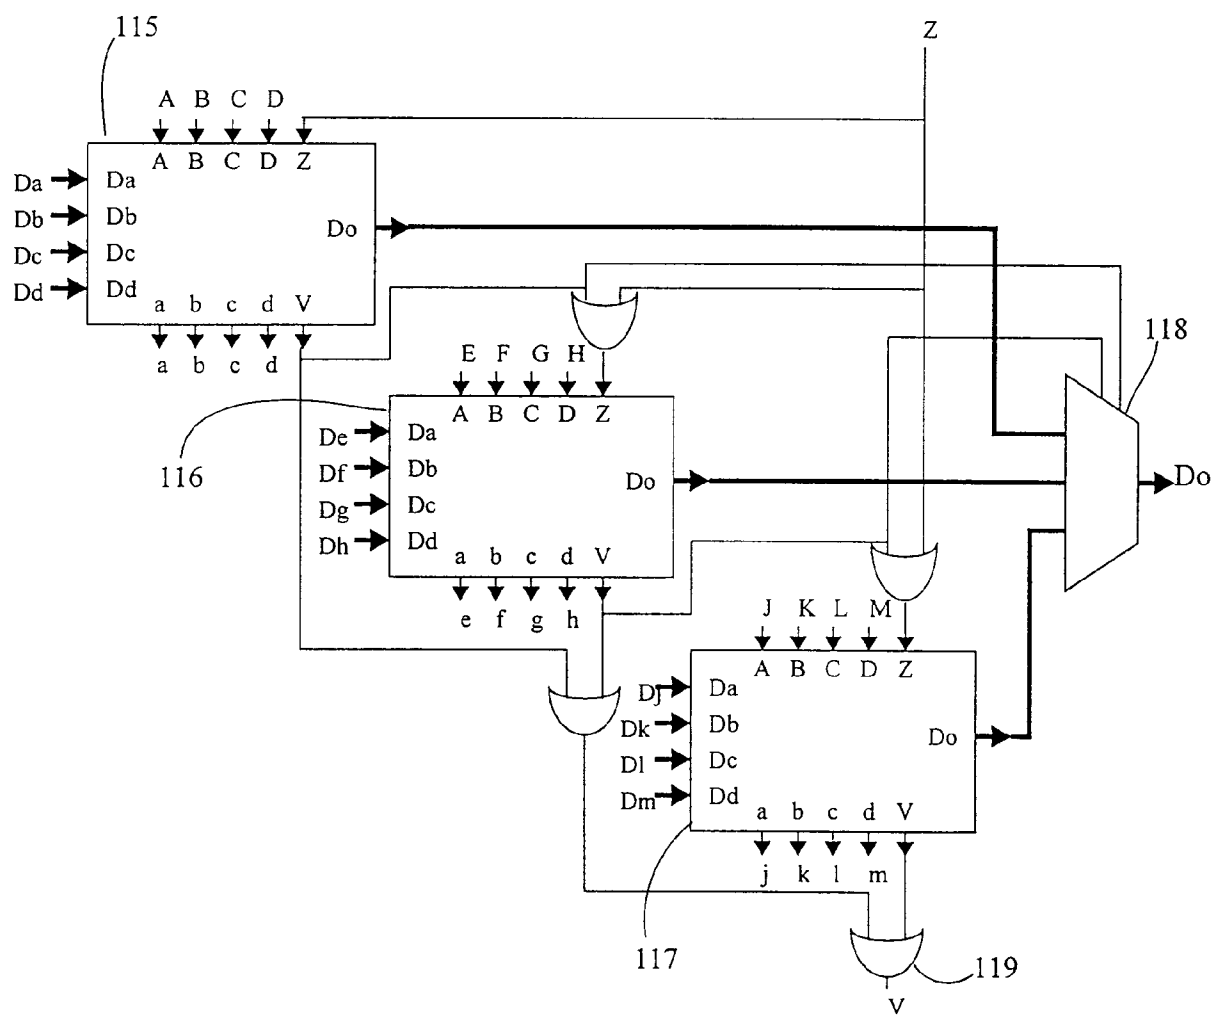 115
Z
A B C D
A B C D Z
Da Da
Db Db
Dc Dc
Dd Dd
Do
a b c d V
a b c d
118
E F G H
A B C D Z
116
De Da
Df Db
Dg Dc
Dh Dd
Do
Do
a b c d V
e f g h
J K L M
A B C D Z
Dj Da
Dk Db
Dl Dc
Dm Dd
Do
a b c d V
j k l m
117
119
V